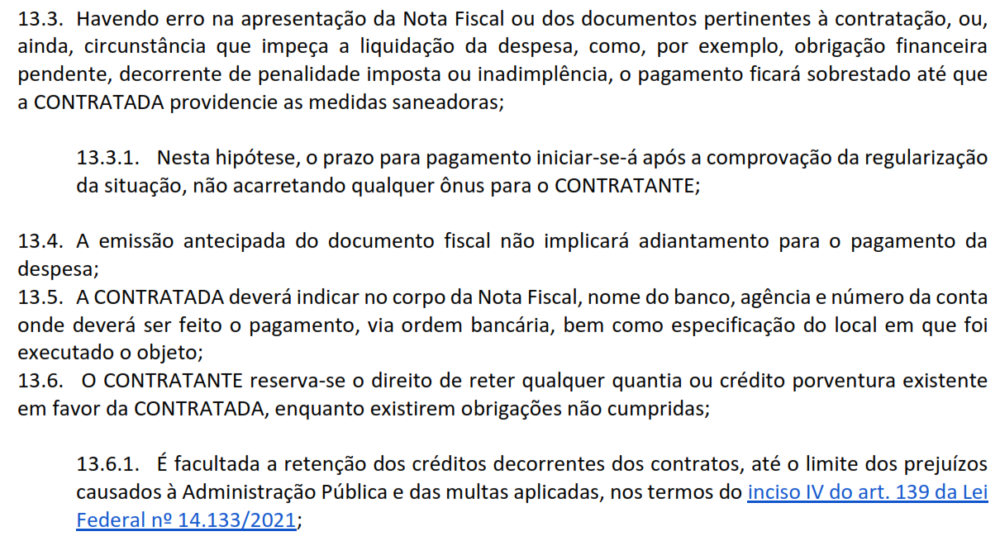 13.3. Havendo erro na apresentação da Nota Fiscal ou dos documentos pertinentes à contratação, ou,
ainda, circunstância que impeça a liquidação da despesa, como, por exemplo, obrigação financeira
pendente, decorrente de penalidade imposta ou inadimplência, o pagamento ficará sobrestado até que
a CONTRATADA providencie as medidas saneadoras;
13.3.1. Nesta hipótese, o prazo para pagamento iniciar-se-á após a comprovação da regularização
da situação, não acarretando qualquer ônus para o CONTRATANTE;
13.4. A emissão antecipada do documento fiscal não implicará adiantamento para o pagamento da
despesa;
13.5. A CONTRATADA deverá indicar no corpo da Nota Fiscal, nome do banco, agência e número da conta
onde deverá ser feito o pagamento, via ordem bancária, bem como especificação do local em que foi
executado o objeto;
13.6. O CONTRATANTE reserva-se o direito de reter qualquer quantia ou crédito porventura existente
em favor da CONTRATADA, enquanto existirem obrigações não cumpridas;
13.6.1. É facultada a retenção dos créditos decorrentes dos contratos, até o limite dos prejuízos
causados à Administração Pública e das multas aplicadas, nos termos do inciso IV do art. 139 da Lei
Federal nº 14.133/2021;